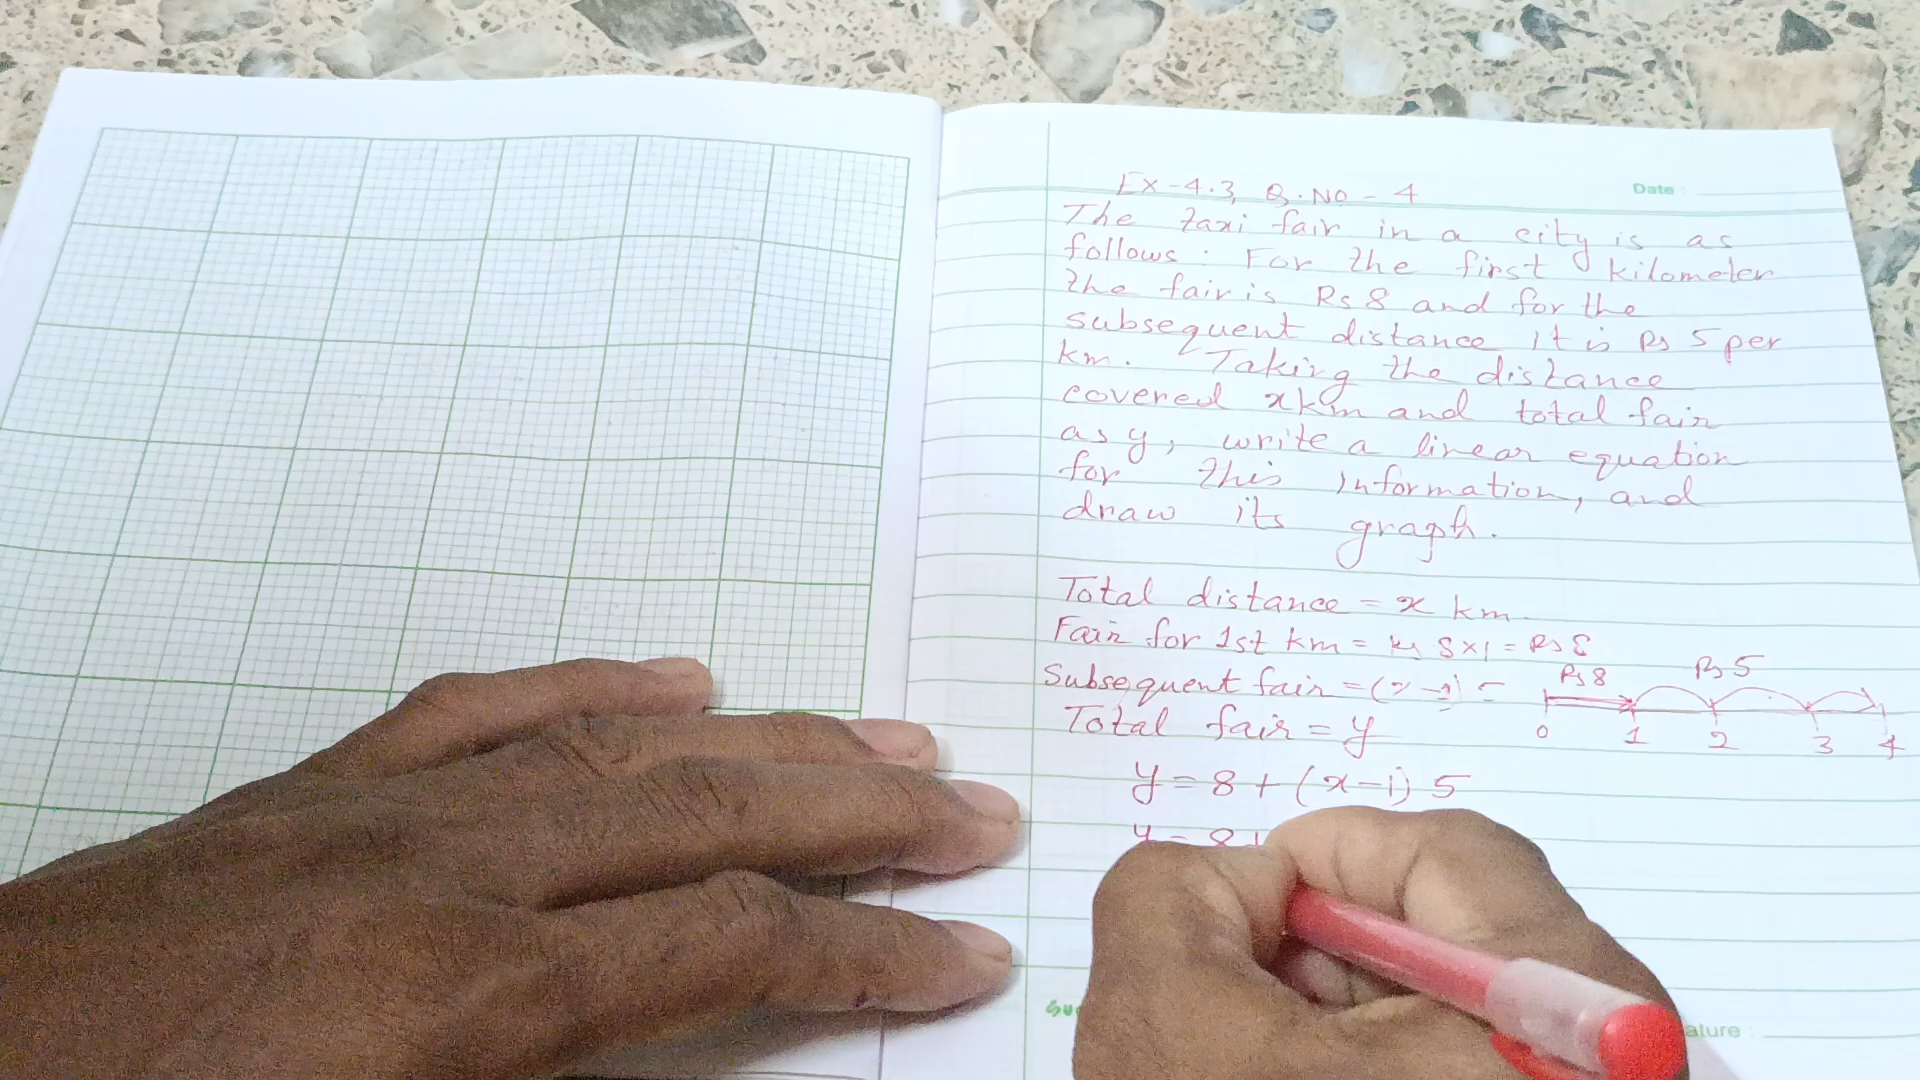 Ex-4.3, Q.No - 4
Date :
The taxi fair in a city is as
follows : For the first kilometer
the fair is Rs 8 and for the
subsequent distance it is Rs 5 per
km. Taking the distance
covered x km and total fair
as y, write a linear equation
for this information, and
draw its graph.
Total distance = x km
Fair for 1st km = Rs 8×1 = Rs 8
Subsequent fair = (x-1) 5
Rs 8 Rs 5
0 1 2 3 4
Total fair = y
y = 8 + (x-1) 5
y = 8+